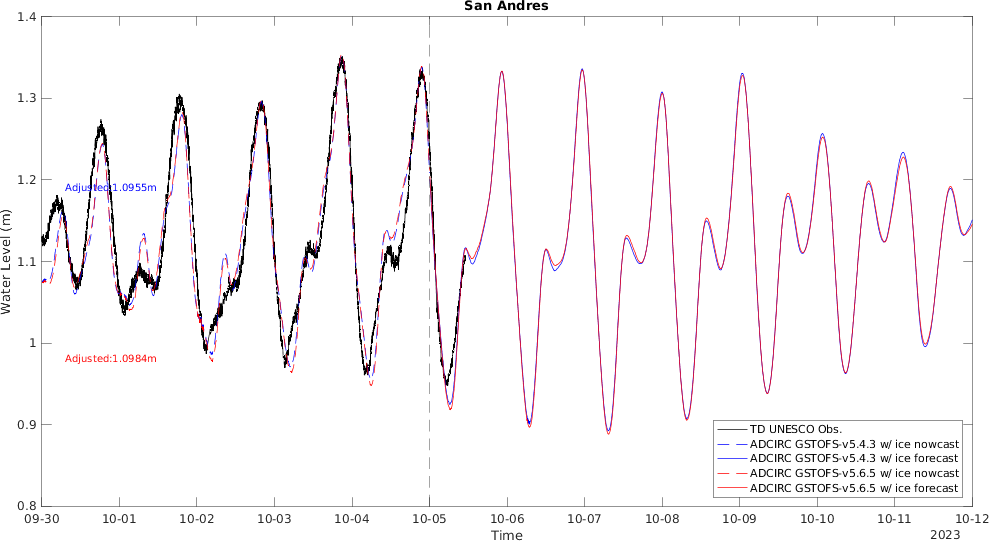 San Andres
1.4
1.3
1.2
1.1
1
0.9
0.8
Water Level (m)
Adjusted:1.0955m
Adjusted:1.0984m
TD UNESCO Obs.
ADCIRC GSTOFS-v5.4.3 w/ ice nowcast
ADCIRC GSTOFS-v5.4.3 w/ ice forecast
ADCIRC GSTOFS-v5.6.5 w/ ice nowcast
ADCIRC GSTOFS-v5.6.5 w/ ice forecast
09-30 10-01 10-02 10-03 10-04 10-05 10-06 10-07 10-08 10-09 10-10 10-11 10-12
Time
2023